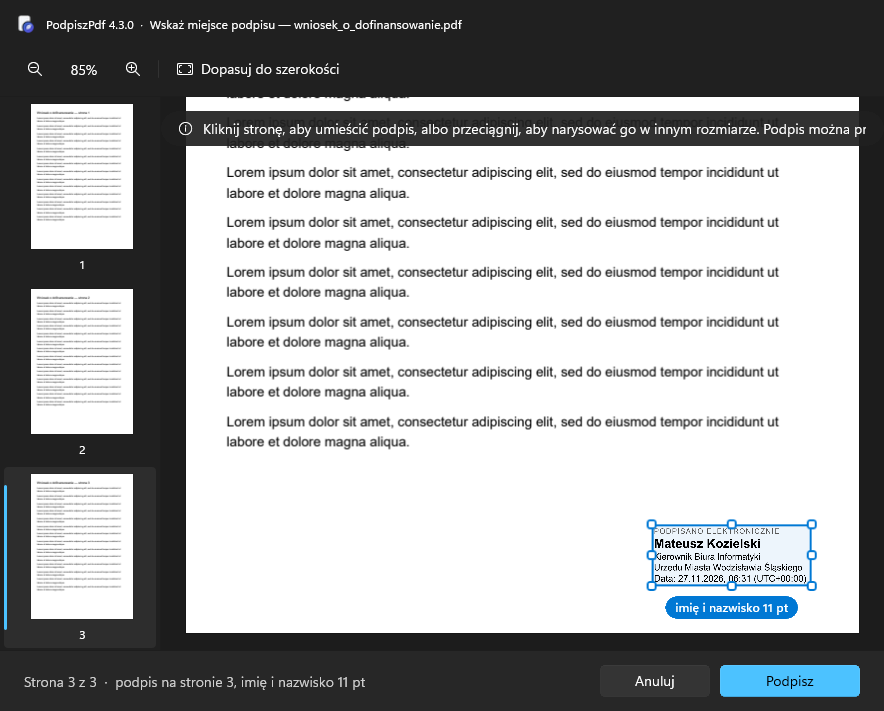 PodpiszPdf 4.3.0 · Wskaż miejsce podpisu — wniosek_o_dofinansowanie.pdf
85%
Dopasuj do szerokości
labore et dolore magna aliqua.
Kliknij stronę, aby umieścić podpis, albo przeciągnij, aby narysować go w innym rozmiarze. Podpis można pr
labore et dolore magna aliqua.
Lorem ipsum dolor sit amet, consectetur adipiscing elit, sed do eiusmod tempor incididunt ut
labore et dolore magna aliqua.
Lorem ipsum dolor sit amet, consectetur adipiscing elit, sed do eiusmod tempor incididunt ut
labore et dolore magna aliqua.
Lorem ipsum dolor sit amet, consectetur adipiscing elit, sed do eiusmod tempor incididunt ut
labore et dolore magna aliqua.
Lorem ipsum dolor sit amet, consectetur adipiscing elit, sed do eiusmod tempor incididunt ut
labore et dolore magna aliqua.
Lorem ipsum dolor sit amet, consectetur adipiscing elit, sed do eiusmod tempor incididunt ut
labore et dolore magna aliqua.
Lorem ipsum dolor sit amet, consectetur adipiscing elit, sed do eiusmod tempor incididunt ut
labore et dolore magna aliqua.
PODPISANO ELEKTRONICZNIE
Mateusz Kozielski
Kierownik Biura Informatyki
Urzędu Miasta Wodzisławia Śląskiego
Data: 27.11.2026, 06:31 (UTC+00:00)
imię i nazwisko 11 pt
1
2
3
Strona 3 z 3 · podpis na stronie 3, imię i nazwisko 11 pt
Anuluj
Podpisz